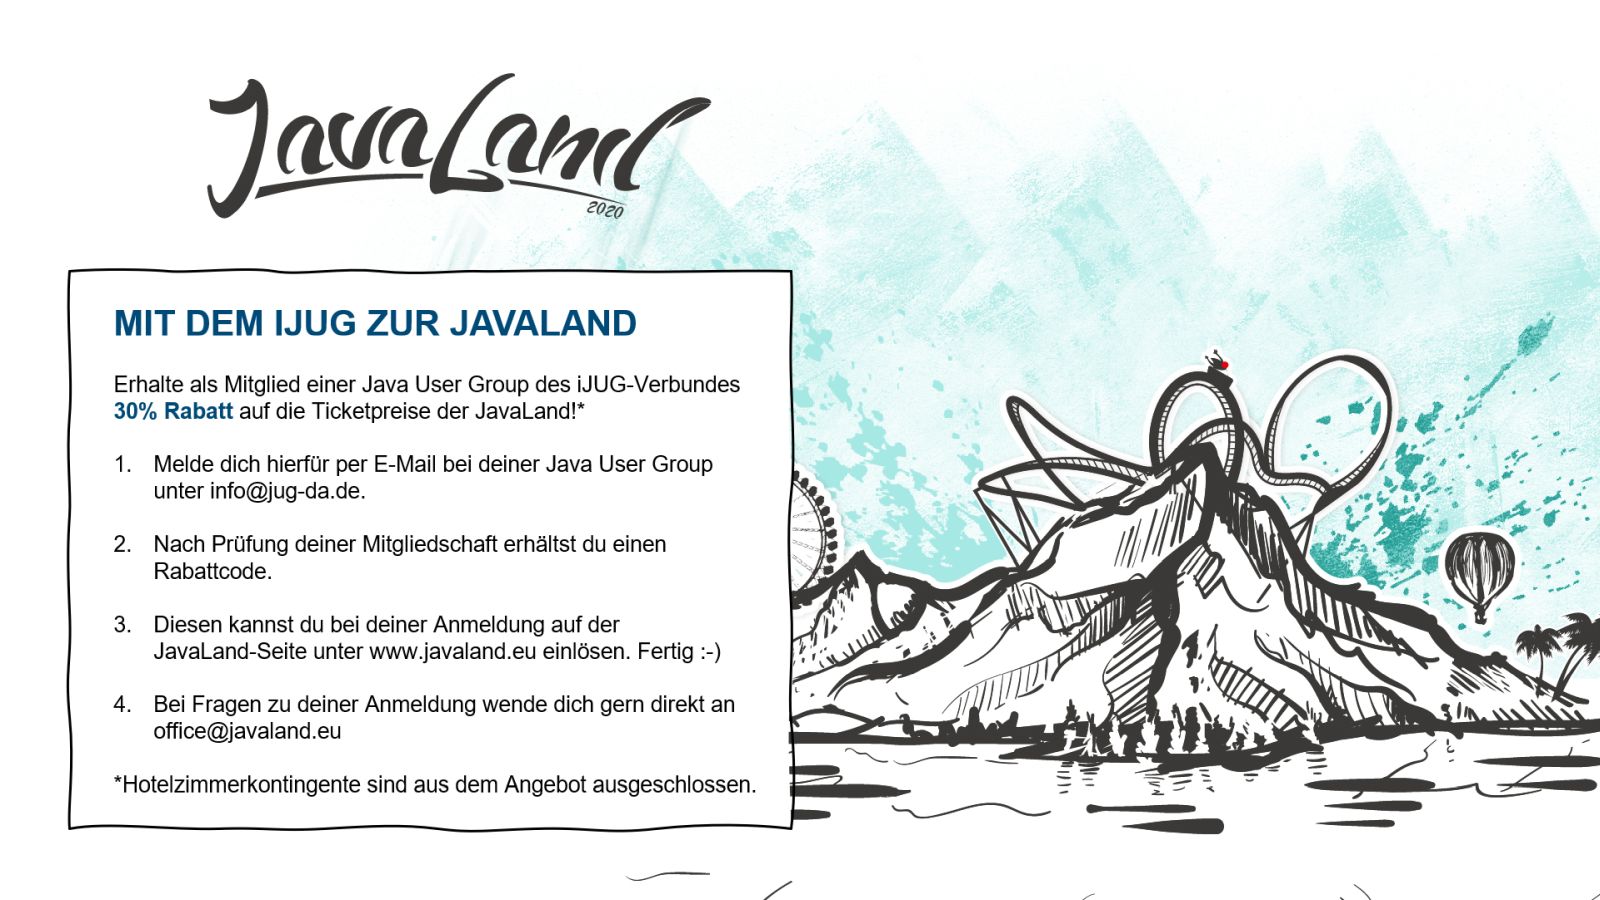 JavaLand
2020
MIT DEM IJUG ZUR JAVALAND
Erhalte als Mitglied einer Java User Group des iJUG-Verbundes
30% Rabatt auf die Ticketpreise der JavaLand!*
1. Melde dich hierfür per E-Mail bei deiner Java User Group
unter info@jug-da.de.
2. Nach Prüfung deiner Mitgliedschaft erhältst du einen
Rabattcode.
3. Diesen kannst du bei deiner Anmeldung auf der
JavaLand-Seite unter www.javaland.eu einlösen. Fertig :-)
4. Bei Fragen zu deiner Anmeldung wende dich gern direkt an
office@javaland.eu
*Hotelzimmerkontingente sind aus dem Angebot ausgeschlossen.